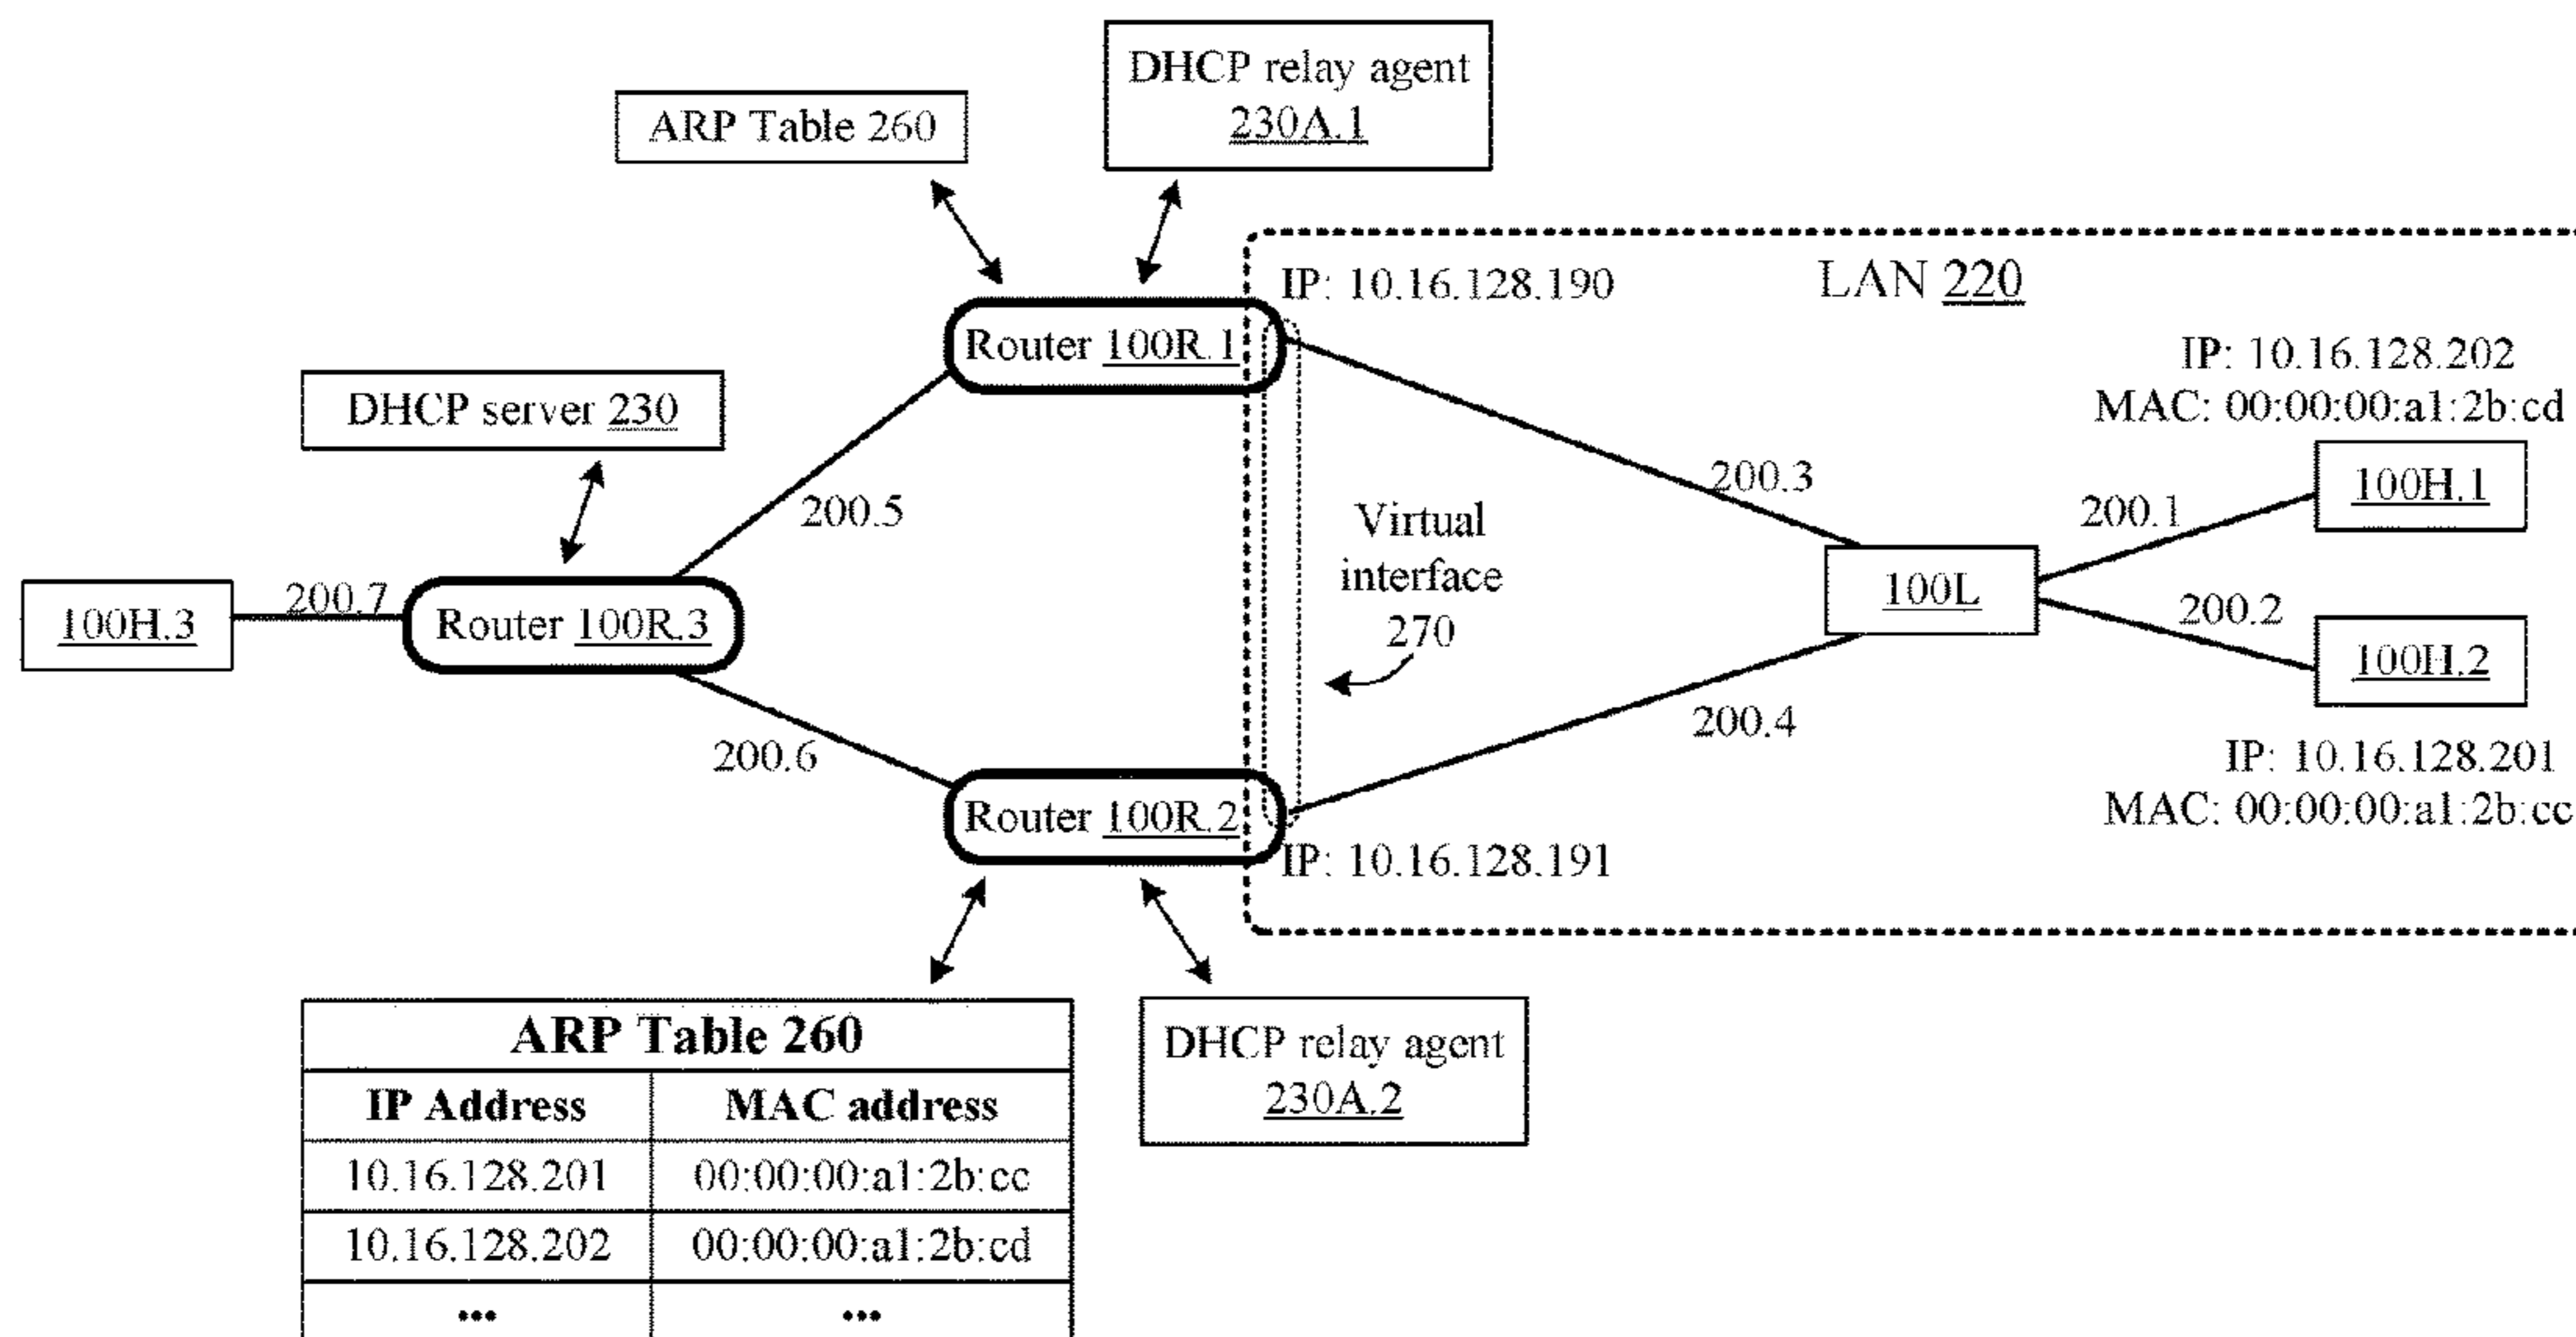 DHCP relay agent
230A.1
ARP Table 260
IP: 10.16.128.190
LAN 220
Router 100R.1
IP: 10.16.128.202
MAC: 00:00:00:a1:2b:cd
DHCP server 230
200.3
100H.1
200.5
Virtual
interface
270
200.1
100L
100H.3
200.7
Router 100R.3
200.2
100H.2
200.4
200.6
IP: 10.16.128.201
MAC: 00:00:00:a1:2b:cc
Router 100R.2
IP: 10.16.128.191
ARP Table 260
IP Address MAC address
10.16.128.201 00:00:00:a1:2b:cc
10.16.128.202 00:00:00:a1:2b:cd
... ...
DHCP relay agent
230A.2